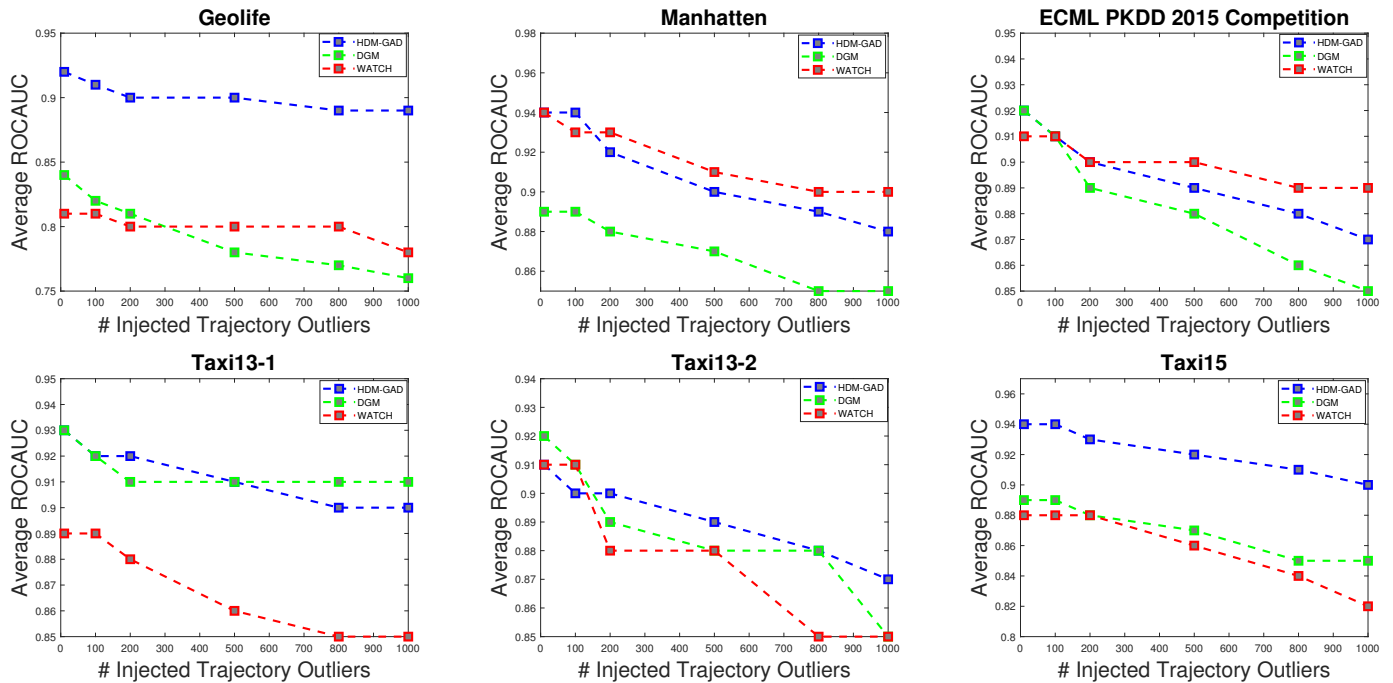 Geolife
0.95
0.9
0.85
0.8
0.75
Average ROCAUC
HDM-GAD
DGM
WATCH
0 100 200 300 400 500 600 700 800 900 1000
# Injected Trajectory Outliers
Manhatten
0.98
0.96
0.94
0.92
0.9
0.88
0.86
Average ROCAUC
HDM-GAD
DGM
WATCH
0 100 200 300 400 500 600 700 800 900 1000
# Injected Trajectory Outliers
ECML PKDD 2015 Competition
0.95
0.94
0.93
0.92
0.91
0.9
0.89
0.88
0.87
0.86
0.85
Average ROCAUC
HDM-GAD
DGM
WATCH
0 100 200 300 400 500 600 700 800 900 1000
# Injected Trajectory Outliers
Taxi13-1
0.95
0.94
0.93
0.92
0.91
0.9
0.89
0.88
0.87
0.86
0.85
Average ROCAUC
HDM-GAD
DGM
WATCH
0 100 200 300 400 500 600 700 800 900 1000
# Injected Trajectory Outliers
Taxi13-2
0.94
0.93
0.92
0.91
0.9
0.89
0.88
0.87
0.86
0.85
Average ROCAUC
HDM-GAD
DGM
WATCH
0 100 200 300 400 500 600 700 800 900 1000
# Injected Trajectory Outliers
Taxi15
0.96
0.94
0.92
0.9
0.88
0.86
0.84
0.82
0.8
Average ROCAUC
HDM-GAD
DGM
WATCH
0 100 200 300 400 500 600 700 800 900 1000
# Injected Trajectory Outliers